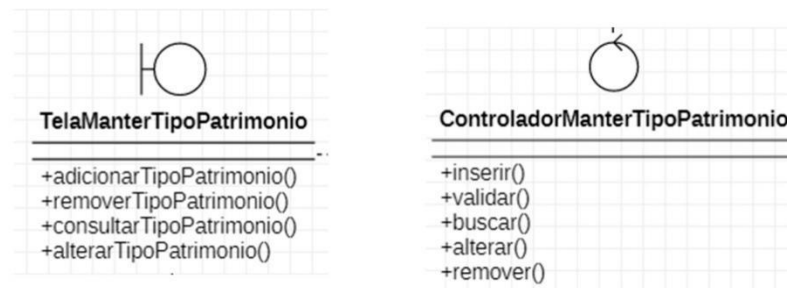 TelaManterTipoPatrimonio
+adicionarTipoPatrimonio()
+removerTipoPatrimonio()
+consultarTipoPatrimonio()
+alterarTipoPatrimonio()
ControladorManterTipoPatrimonio
+inserir()
+validar()
+buscar()
+alterar()
+remover()